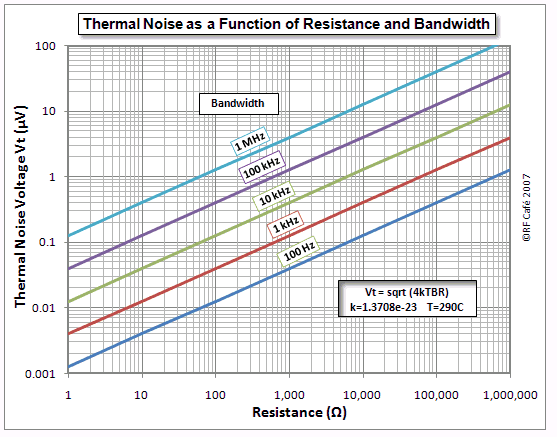 Thermal Noise as a Function of Resistance and Bandwidth
Thermal Noise Voltage Vt (µV)
100
10
1
0.1
0.01
0.001
Bandwidth
1 MHz
100 kHz
10 kHz
1 kHz
100 Hz
Vt = sqrt (4kTBR)
k=1.3708e-23 T=290C
©RF Café 2007
1
10
100
1,000
10,000
100,000
1,000,000
Resistance (Ω)